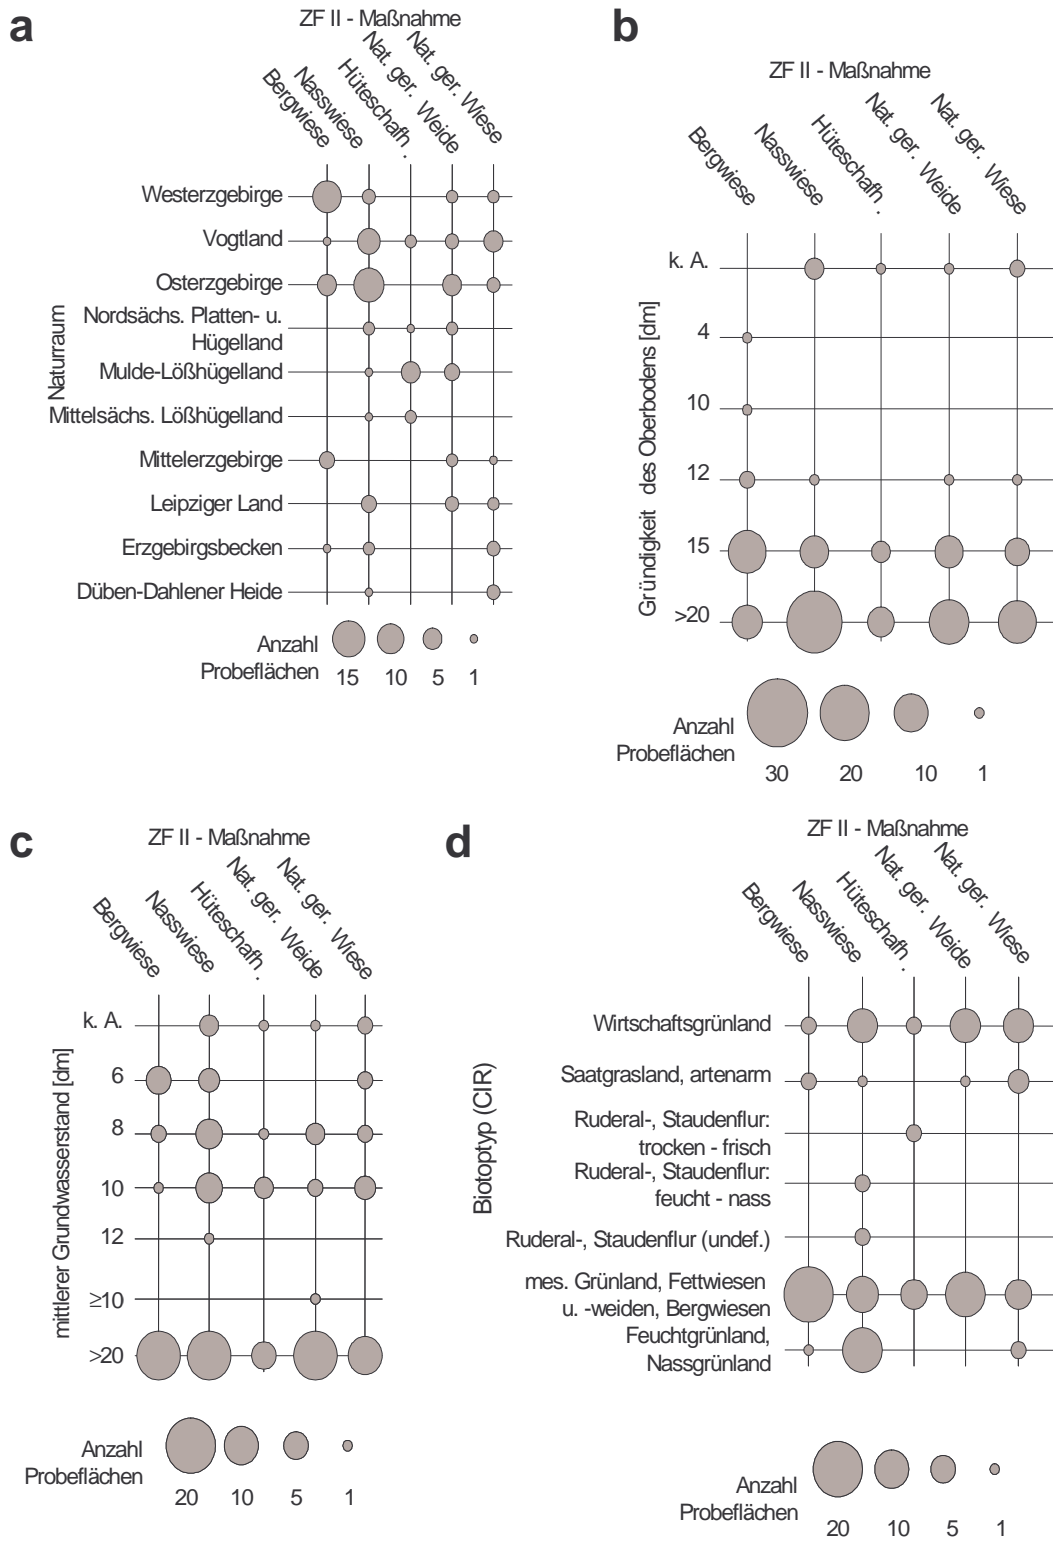 a
ZF II - Maßnahme
Bergwiese
Nasswiese
Hüteschafh.
Nat. ger. Weide
Nat. ger. Wiese
Naturraum
Westerzgebirge
Vogtland
Osterzgebirge
Nordsächs. Platten- u.
Hügelland
Mulde-Lößhügelland
Mittelsächs. Lößhügelland
Mittelerzgebirge
Leipziger Land
Erzgebirgsbecken
Düben-Dahlener Heide
Anzahl
Probeflächen
15 10 5 1
b
ZF II - Maßnahme
Bergwiese
Nasswiese
Hüteschafh.
Nat. ger. Weide
Nat. ger. Wiese
Gründigkeit des Oberbodens [dm]
k. A.
4
10
12
15
>20
Anzahl
Probeflächen
30 20 10 1
c
ZF II - Maßnahme
Bergwiese
Nasswiese
Hüteschafh.
Nat. ger. Weide
Nat. ger. Wiese
mittlerer Grundwasserstand [dm]
k. A.
6
8
10
12
≥10
>20
Anzahl
Probeflächen
20 10 5 1
d
ZF II - Maßnahme
Bergwiese
Nasswiese
Hüteschafh.
Nat. ger. Weide
Nat. ger. Wiese
Biotoptyp (CIR)
Wirtschaftsgrünland
Saatgrasland, artenarm
Ruderal-, Staudenflur:
trocken - frisch
Ruderal-, Staudenflur:
feucht - nass
Ruderal-, Staudenflur (undef.)
mes. Grünland, Fettwiesen
u. -weiden, Bergwiesen
Feuchtgrünland,
Nassgrünland
Anzahl
Probeflächen
20 10 5 1